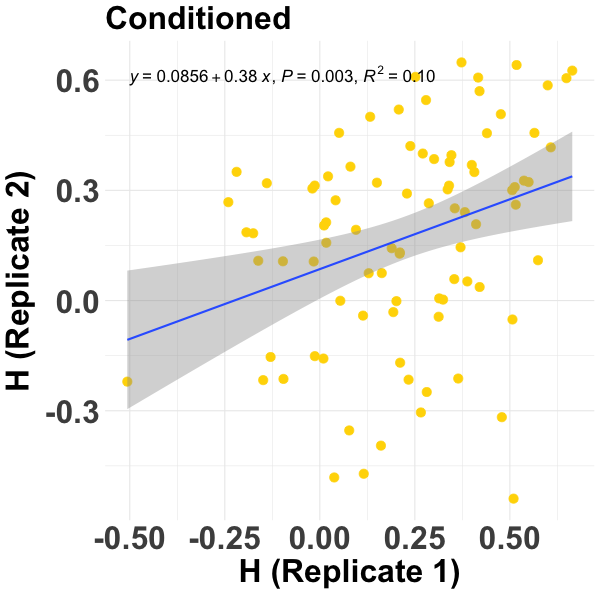 Conditioned
y = 0.0856 + 0.38 x, P = 0.003, R² = 0.10
H (Replicate 2)
0.6
0.3
0.0
-0.3
-0.50 -0.25 0.00 0.25 0.50
H (Replicate 1)